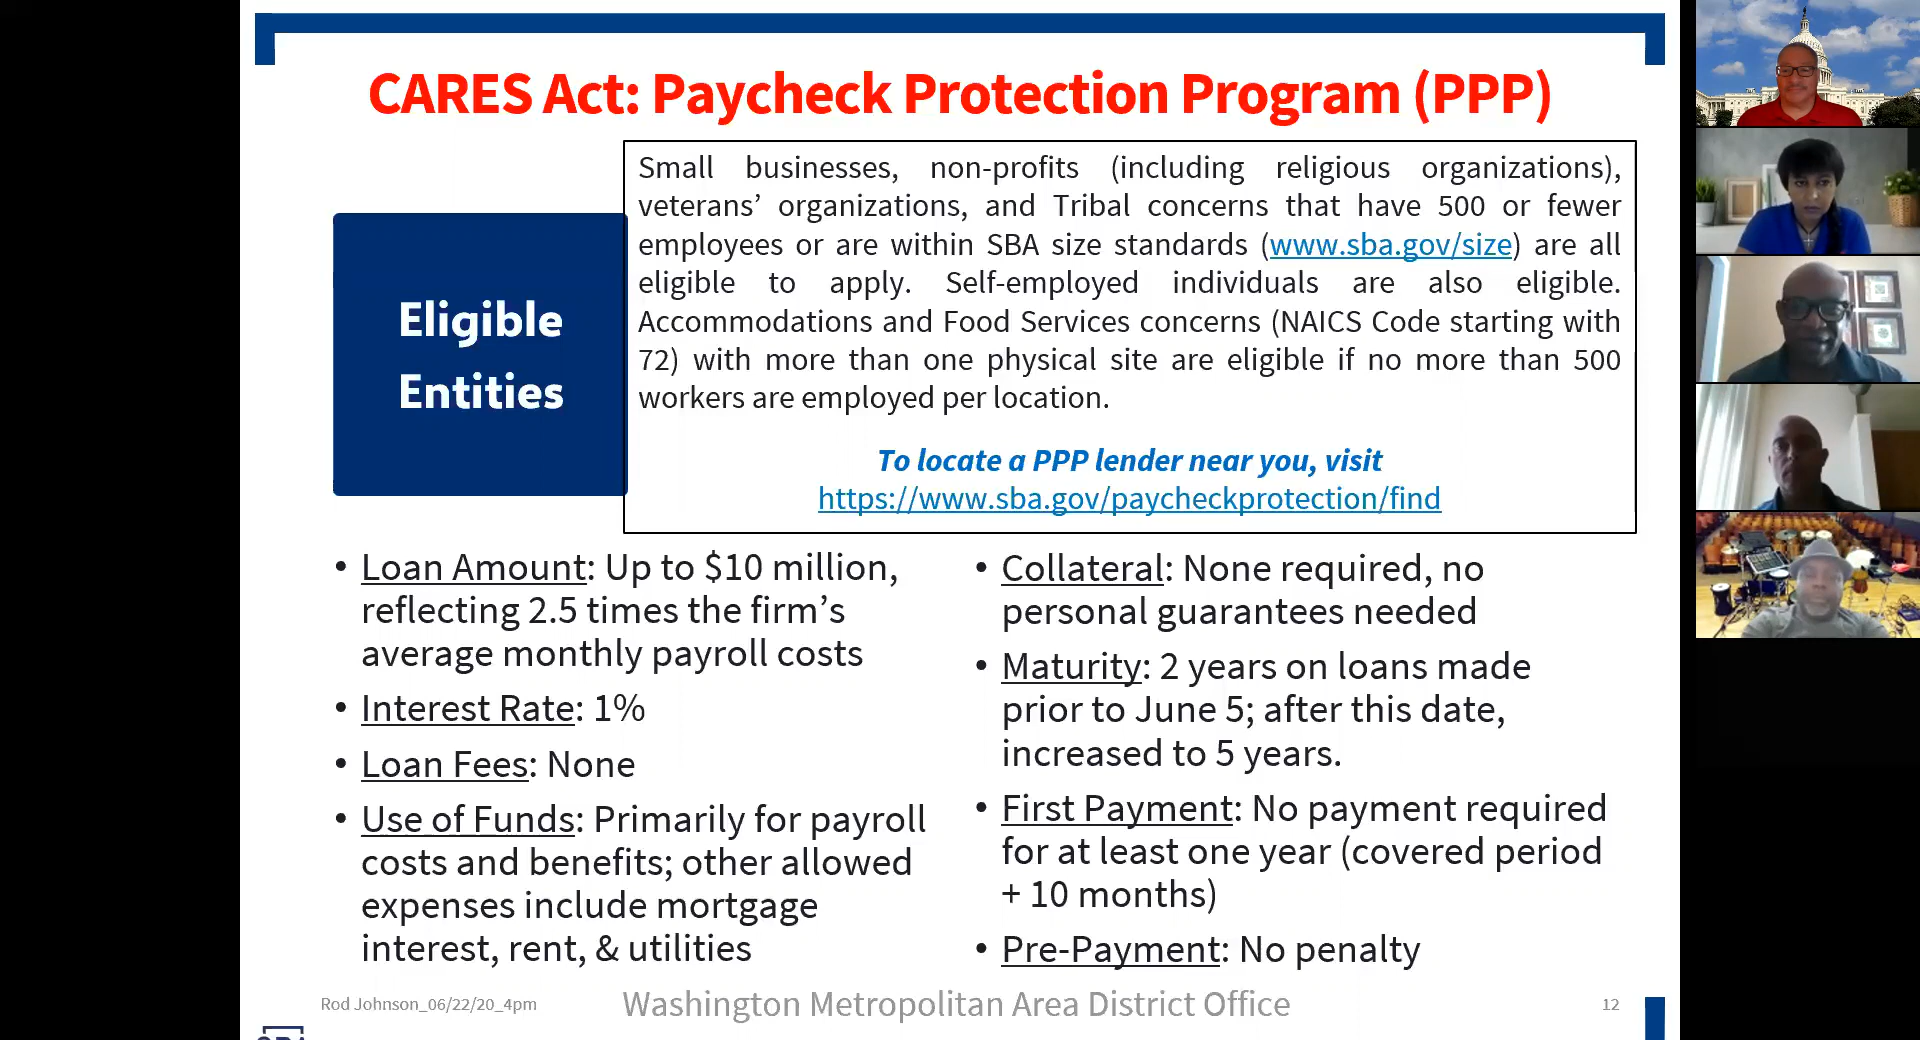 CARES Act: Paycheck Protection Program (PPP)
Eligible
Entities
Small businesses, non-profits (including religious organizations),
veterans’ organizations, and Tribal concerns that have 500 or fewer
employees or are within SBA size standards (www.sba.gov/size) are all
eligible to apply. Self-employed individuals are also eligible.
Accommodations and Food Services concerns (NAICS Code starting with
72) with more than one physical site are eligible if no more than 500
workers are employed per location.
To locate a PPP lender near you, visit
https://www.sba.gov/paycheckprotection/find
• Loan Amount: Up to $10 million,
reflecting 2.5 times the firm’s
average monthly payroll costs
• Interest Rate: 1%
• Loan Fees: None
• Use of Funds: Primarily for payroll
costs and benefits; other allowed
expenses include mortgage
interest, rent, & utilities
• Collateral: None required, no
personal guarantees needed
• Maturity: 2 years on loans made
prior to June 5; after this date,
increased to 5 years.
• First Payment: No payment required
for at least one year (covered period
+ 10 months)
• Pre-Payment: No penalty
Rod Johnson_06/22/20_4pm
Washington Metropolitan Area District Office
12